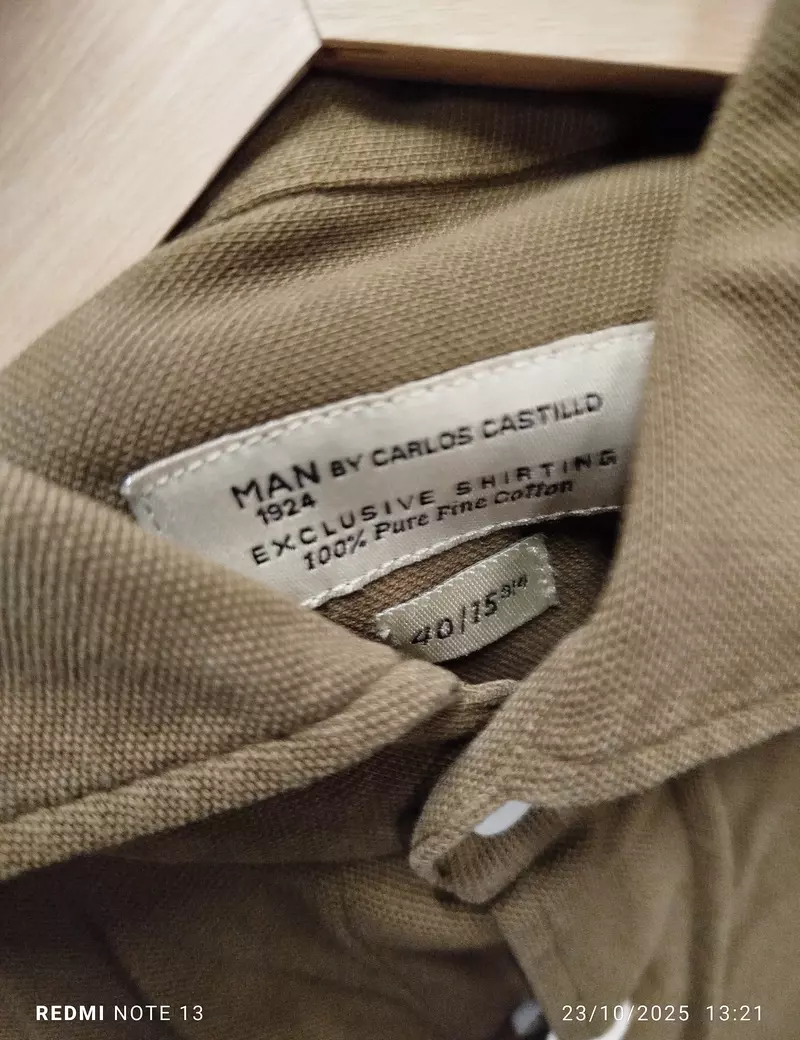 MAN BY CARLOS CASTILLO
1924
EXCLUSIVE SHIRTING
100% Pure Fine Cotton
40/15 3/4
REDMI NOTE 13
23/10/2025 13:21